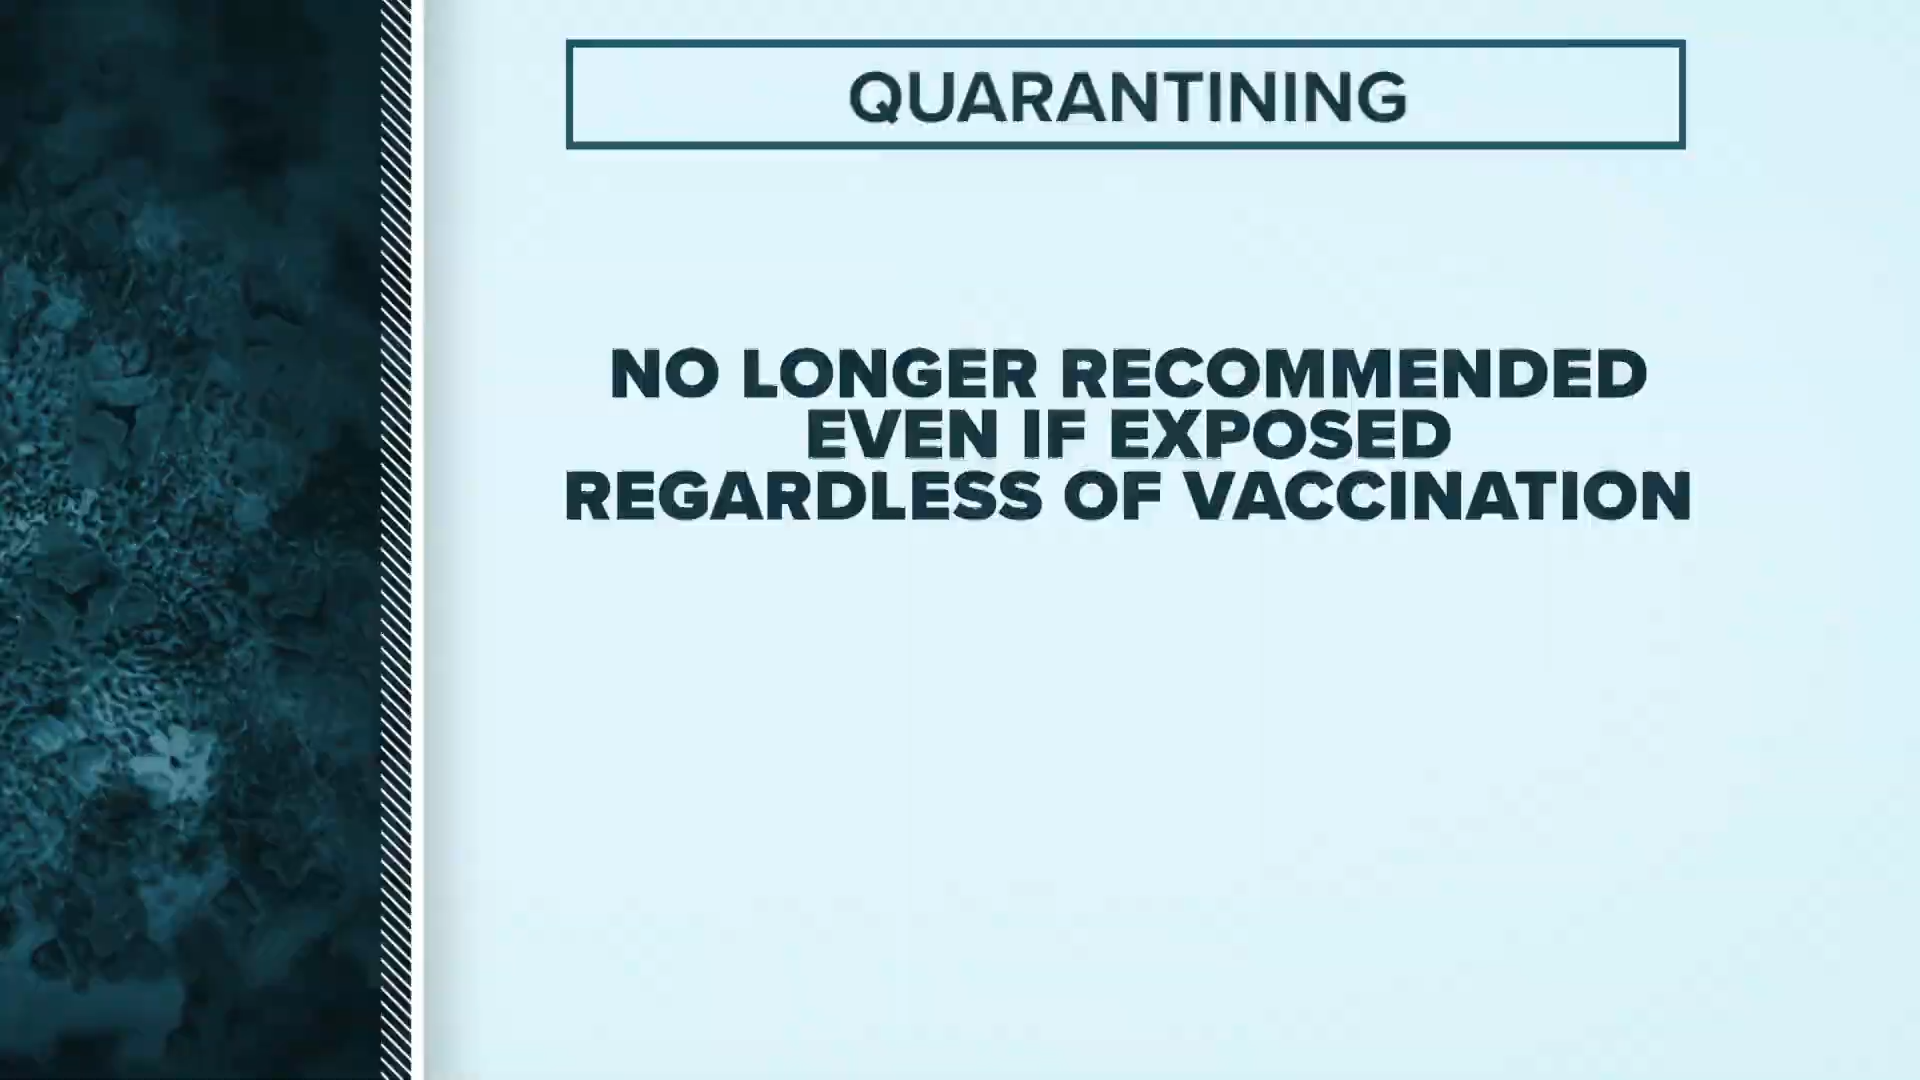 QUARANTINING
NO LONGER RECOMMENDED
EVEN IF EXPOSED
REGARDLESS OF VACCINATION